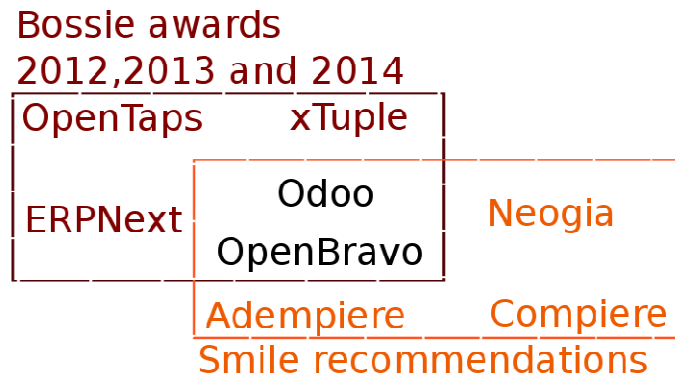 Bossie awards
2012,2013 and 2014
OpenTaps xTuple
Odoo
ERPNext Neogia
OpenBravo
Adempiere Compiere
Smile recommendations